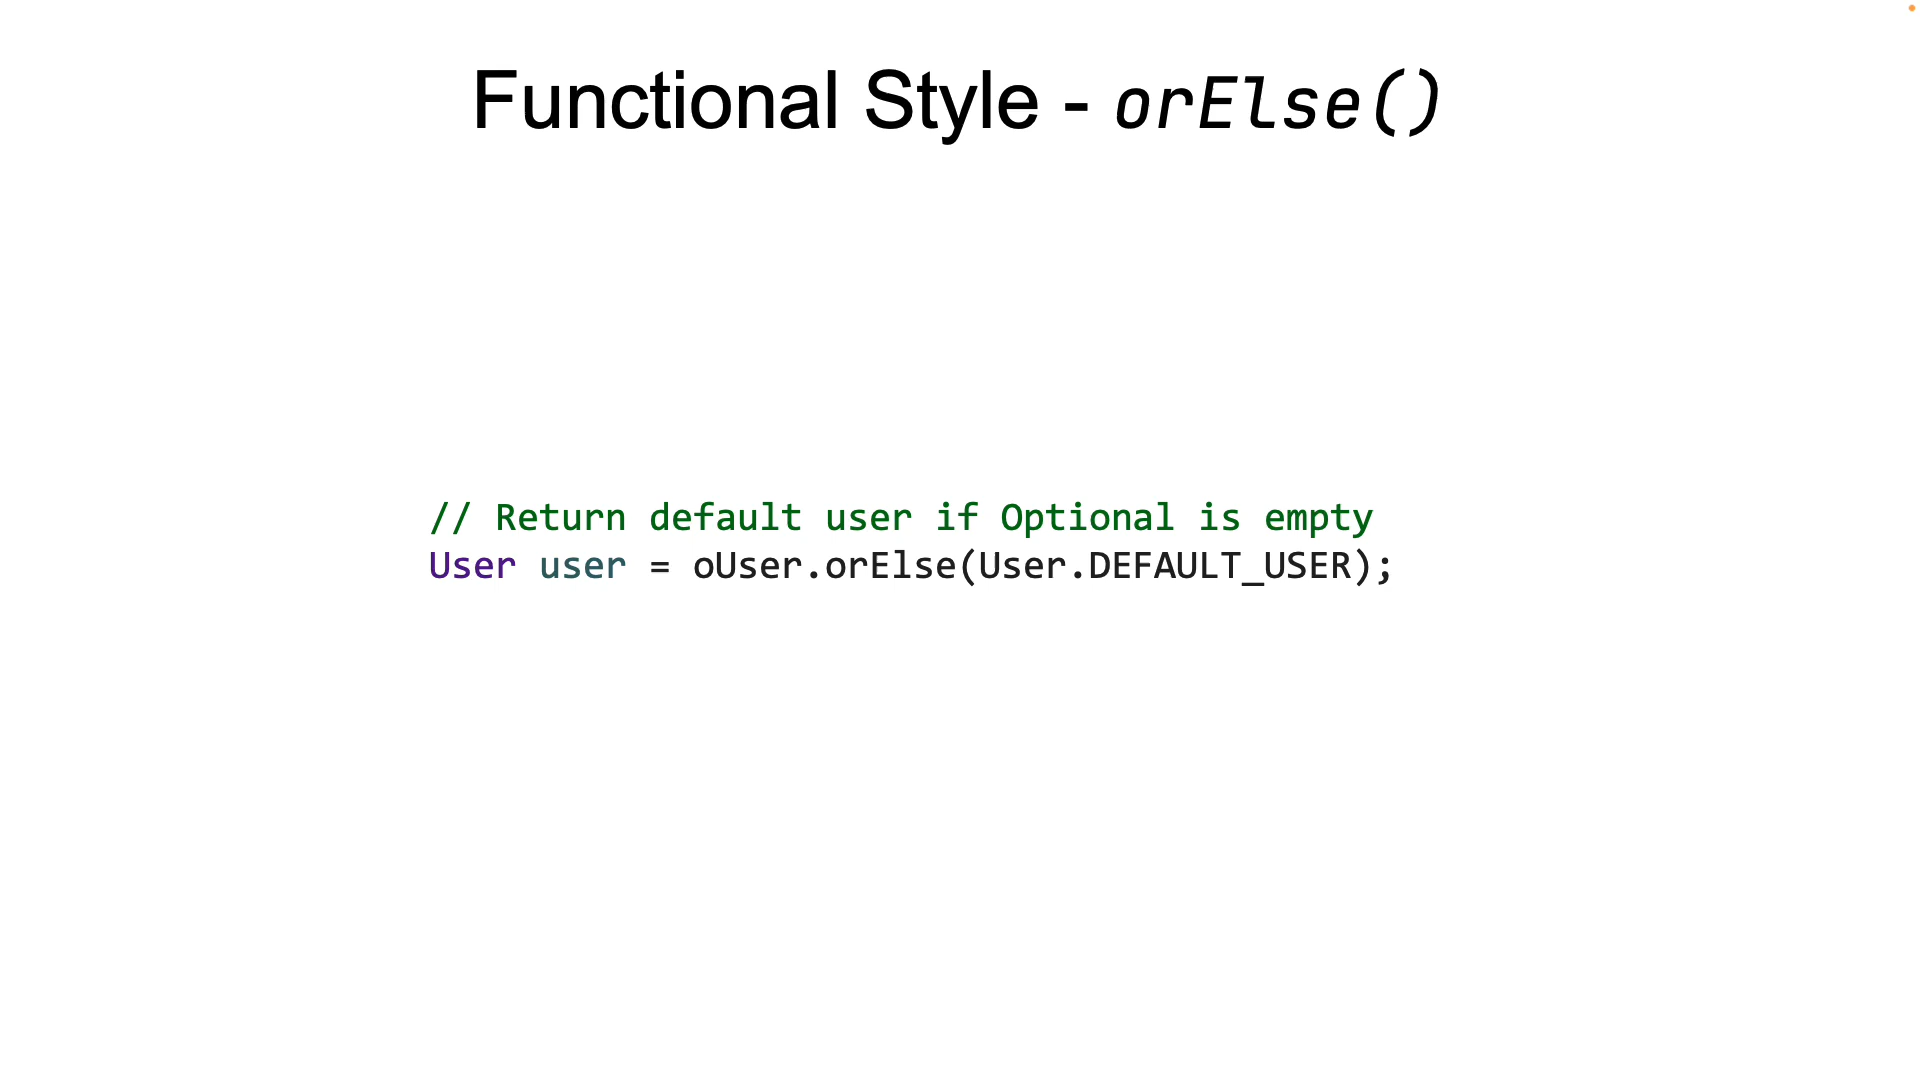 Functional Style - orElse()
// Return default user if Optional is empty
User user = oUser.orElse(User.DEFAULT_USER);